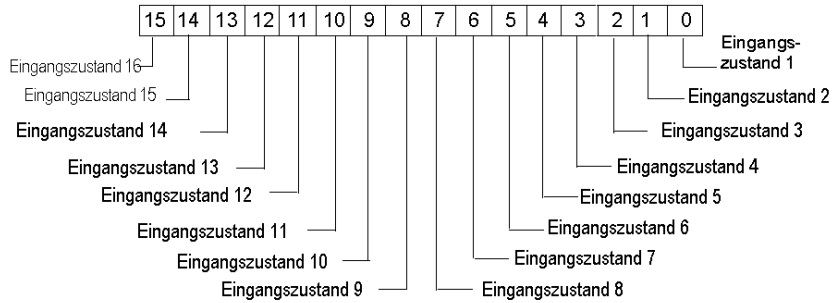 15 14 13 12 11 10 9 8 7 6 5 4 3 2 1 0
Eingangs-
zustand 1
Eingangszustand 16
Eingangszustand 15
Eingangszustand 2
Eingangszustand 14
Eingangszustand 3
Eingangszustand 13
Eingangszustand 4
Eingangszustand 12
Eingangszustand 5
Eingangszustand 11
Eingangszustand 6
Eingangszustand 10
Eingangszustand 7
Eingangszustand 9
Eingangszustand 8